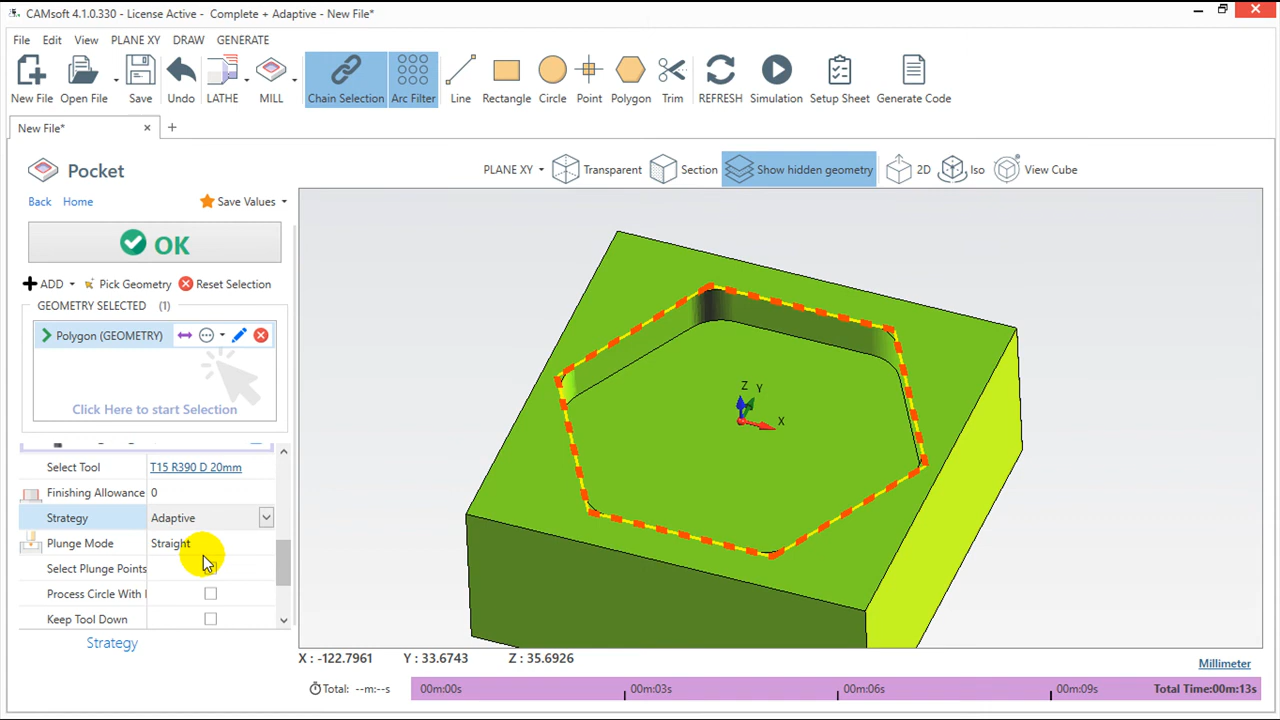 CAMsoft 4.1.0.330 - License Active - Complete + Adaptive - New File*
File Edit View PLANE XY DRAW GENERATE
New File Open File Save Undo LATHE MILL Chain Selection Arc Filter Line Rectangle Circle Point Polygon Trim REFRESH Simulation Setup Sheet Generate Code
New File*
Pocket
PLANE XY Transparent Section Show hidden geometry 2D Iso View Cube
Back Home Save Values
OK
ADD Pick Geometry Reset Selection
GEOMETRY SELECTED (1)
Polygon (GEOMETRY)
Click Here to start Selection
Z Y
X
Select Tool T15 R390 D 20mm
Finishing Allowance 0
Strategy Adaptive
Plunge Mode Straight
Select Plunge Points
Process Circle With
Keep Tool Down
Strategy
X : -122.7961 Y : 33.6743 Z : 35.6926
Millimeter
Total: --m:--s 00m:00s 00m:03s 00m:06s 00m:09s Total Time:00m:13s